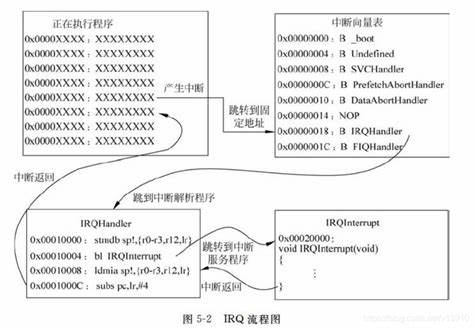 正在执行程序
0x0000XXXX：XXXXXXXX
0x0000XXXX：XXXXXXXX
0x0000XXXX：XXXXXXXX
0x0000XXXX：XXXXXXXX
0x0000XXXX：XXXXXXXX
0x0000XXXX：XXXXXXXX
0x0000XXXX：XXXXXXXX
0x0000XXXX：XXXXXXXX
产生中断
跳转到固
定地址
中断向量表
0x00000000：B _boot
0x00000004：B Undefined
0x00000008：B SVCHandler
0x0000000C：B PrefetchAbortHandler
0x00000010：B DataAbortHandler
0x00000014：NOP
0x00000018：B IRQHandler
0x0000001C：B FIQHandler
中断返回
跳到中断解析程序
IRQHandler
0x00010000：stmdb sp!,{r0-r3,r12,lr}
0x00010004：bl IRQInterrupt
0x00010008：ldmia sp!,{r0-r3,r12,lr}
0x0001000C：subs pc,lr,#4
跳转到中断
服务程序
中断返回
IRQInterrupt
0x00020000：
void IRQInterrupt(void)
{
⋮
}
图 5-2 IRQ 流程图